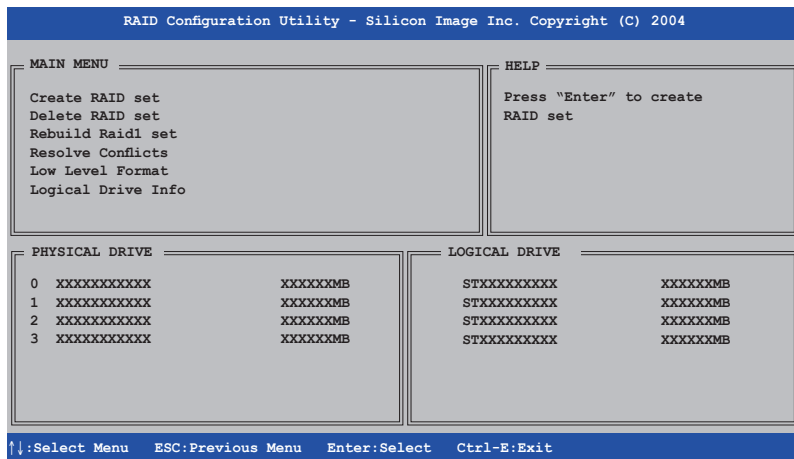 RAID Configuration Utility - Silicon Image Inc. Copyright (C) 2004
MAIN MENU
Create RAID set
Delete RAID set
Rebuild Raid1 set
Resolve Conflicts
Low Level Format
Logical Drive Info
HELP
Press “Enter” to create
RAID set
PHYSICAL DRIVE
0 XXXXXXXXXXX XXXXXXMB
1 XXXXXXXXXXX XXXXXXMB
2 XXXXXXXXXXX XXXXXXMB
3 XXXXXXXXXXX XXXXXXMB
LOGICAL DRIVE
STXXXXXXXXX XXXXXXMB
STXXXXXXXXX XXXXXXMB
STXXXXXXXXX XXXXXXMB
STXXXXXXXXX XXXXXXMB
↑↓:Select Menu ESC:Previous Menu Enter:Select Ctrl-E:Exit